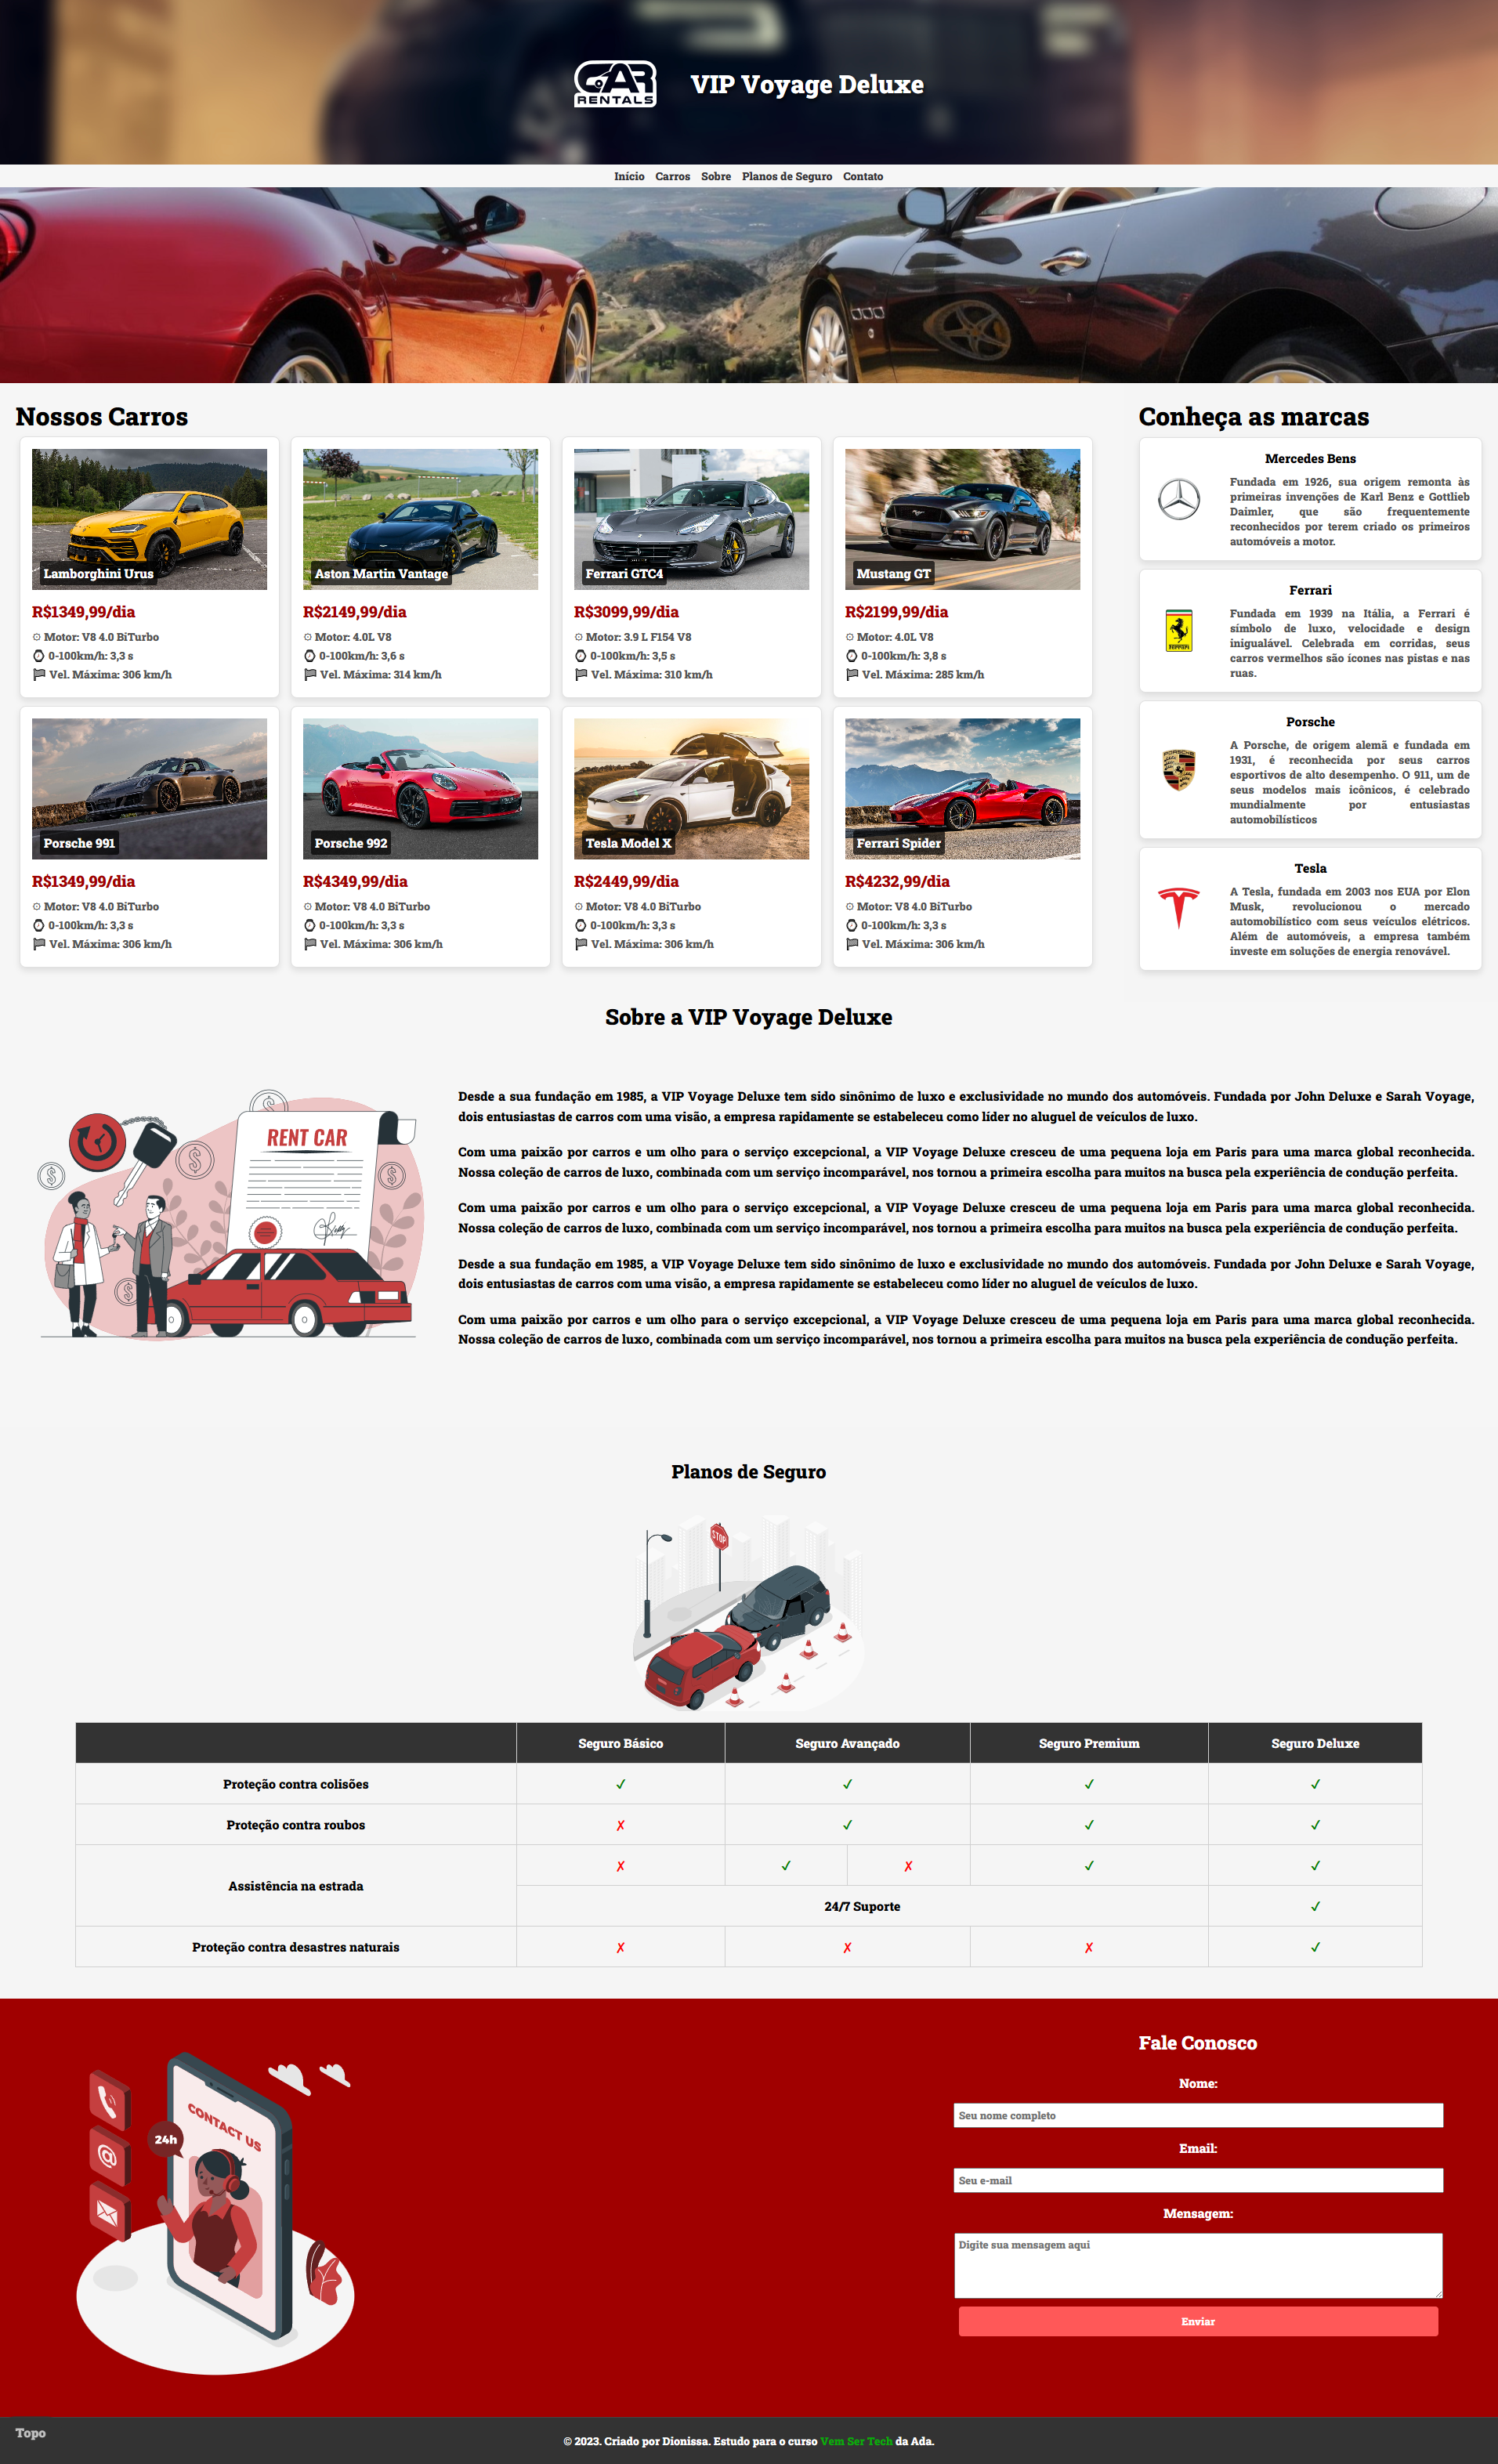 CAR
RENTALS
VIP Voyage Deluxe
Início Carros Sobre Planos de Seguro Contato
Nossos Carros
Lamborghini Urus
R$1349,99/dia
Motor: V8 4.0 BiTurbo
0-100km/h: 3,3 s
Vel. Máxima: 306 km/h
Aston Martin Vantage
R$2149,99/dia
Motor: 4.0L V8
0-100km/h: 3,6 s
Vel. Máxima: 314 km/h
Ferrari GTC4
R$3099,99/dia
Motor: 3.9 L F154 V8
0-100km/h: 3,5 s
Vel. Máxima: 310 km/h
Mustang GT
R$2199,99/dia
Motor: 4.0L V8
0-100km/h: 3,8 s
Vel. Máxima: 285 km/h
Porsche 991
R$1349,99/dia
Motor: V8 4.0 BiTurbo
0-100km/h: 3,3 s
Vel. Máxima: 306 km/h
Porsche 992
R$4349,99/dia
Motor: V8 4.0 BiTurbo
0-100km/h: 3,3 s
Vel. Máxima: 306 km/h
Tesla Model X
R$2449,99/dia
Motor: V8 4.0 BiTurbo
0-100km/h: 3,3 s
Vel. Máxima: 306 km/h
Ferrari Spider
R$4232,99/dia
Motor: V8 4.0 BiTurbo
0-100km/h: 3,3 s
Vel. Máxima: 306 km/h
Conheça as marcas
Mercedes Bens
Fundada em 1926, sua origem remonta às
primeiras invenções de Karl Benz e Gottlieb
Daimler, que são frequentemente
reconhecidos por terem criado os primeiros
automóveis a motor.
Ferrari
Fundada em 1939 na Itália, a Ferrari é
símbolo de luxo, velocidade e design
inigualável. Celebrada em corridas, seus
carros vermelhos são ícones nas pistas e nas
ruas.
Porsche
A Porsche, de origem alemã e fundada em
1931, é reconhecida por seus carros
esportivos de alto desempenho. O 911, um de
seus modelos mais icônicos, é celebrado
mundialmente por entusiastas
automobilísticos
Tesla
A Tesla, fundada em 2003 nos EUA por Elon
Musk, revolucionou o mercado
automobilístico com seus veículos elétricos.
Além de automóveis, a empresa também
investe em soluções de energia renovável.
Sobre a VIP Voyage Deluxe
RENT CAR
Desde a sua fundação em 1985, a VIP Voyage Deluxe tem sido sinônimo de luxo e exclusividade no mundo dos automóveis. Fundada por John Deluxe e Sarah Voyage,
dois entusiastas de carros com uma visão, a empresa rapidamente se estabeleceu como líder no aluguel de veículos de luxo.
Com uma paixão por carros e um olho para o serviço excepcional, a VIP Voyage Deluxe cresceu de uma pequena loja em Paris para uma marca global reconhecida.
Nossa coleção de carros de luxo, combinada com um serviço incomparável, nos tornou a primeira escolha para muitos na busca pela experiência de condução perfeita.
Com uma paixão por carros e um olho para o serviço excepcional, a VIP Voyage Deluxe cresceu de uma pequena loja em Paris para uma marca global reconhecida.
Nossa coleção de carros de luxo, combinada com um serviço incomparável, nos tornou a primeira escolha para muitos na busca pela experiência de condução perfeita.
Desde a sua fundação em 1985, a VIP Voyage Deluxe tem sido sinônimo de luxo e exclusividade no mundo dos automóveis. Fundada por John Deluxe e Sarah Voyage,
dois entusiastas de carros com uma visão, a empresa rapidamente se estabeleceu como líder no aluguel de veículos de luxo.
Com uma paixão por carros e um olho para o serviço excepcional, a VIP Voyage Deluxe cresceu de uma pequena loja em Paris para uma marca global reconhecida.
Nossa coleção de carros de luxo, combinada com um serviço incomparável, nos tornou a primeira escolha para muitos na busca pela experiência de condução perfeita.
Planos de Seguro
STOP
Seguro Básico Seguro Avançado Seguro Premium Seguro Deluxe
Proteção contra colisões ✓ ✓ ✓ ✓
Proteção contra roubos ✗ ✓ ✓ ✓
Assistência na estrada ✗ ✓ ✗ ✓ ✓
24/7 Suporte ✓
Proteção contra desastres naturais ✗ ✗ ✗ ✓
CONTACT US
24h
Fale Conosco
Nome:
Seu nome completo
Email:
Seu e-mail
Mensagem:
Digite sua mensagem aqui
Enviar
Topo
© 2023. Criado por Dionissa. Estudo para o curso Vem Ser Tech da Ada.